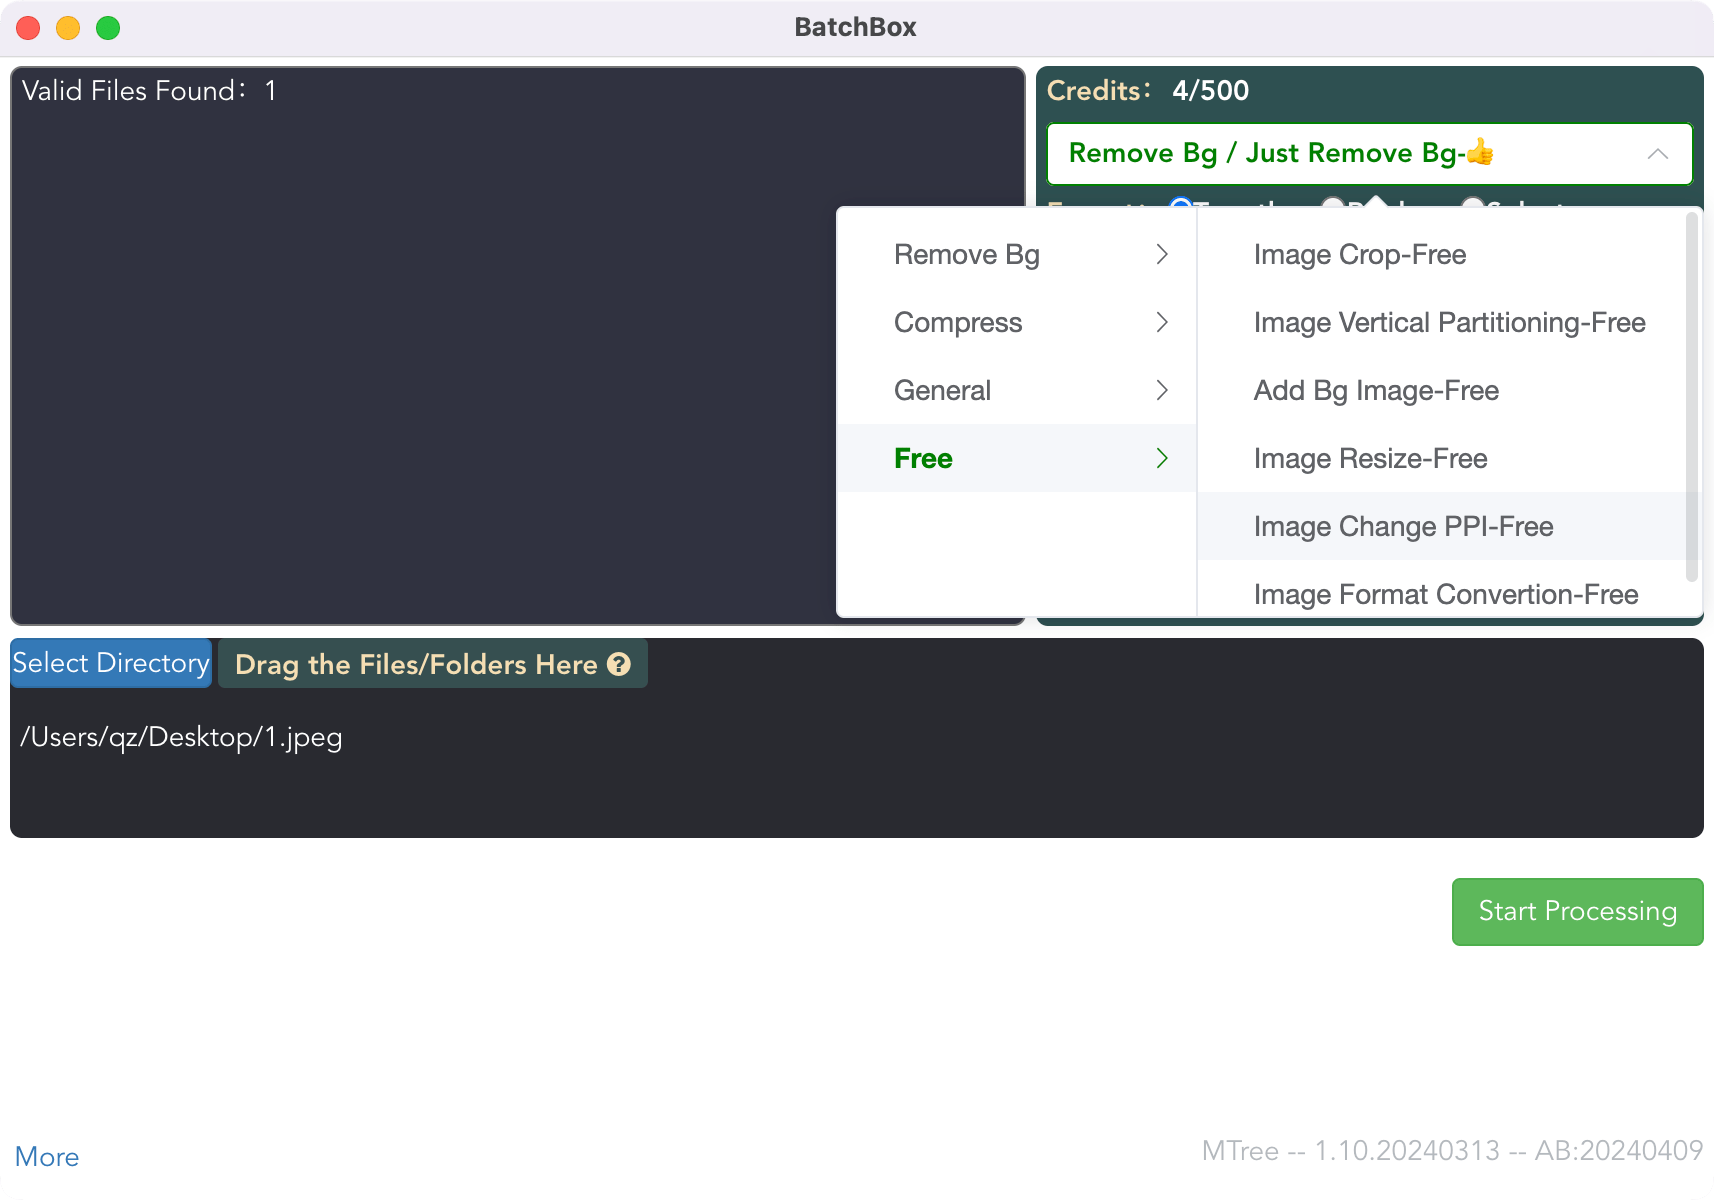 BatchBox
Valid Files Found： 1
Credits： 4/500
Remove Bg / Just Remove Bg-👍
Remove Bg
Compress
General
Free
Image Crop-Free
Image Vertical Partitioning-Free
Add Bg Image-Free
Image Resize-Free
Image Change PPI-Free
Image Format Convertion-Free
Select Directory
Drag the Files/Folders Here
/Users/qz/Desktop/1.jpeg
Start Processing
More
MTree -- 1.10.20240313 -- AB:20240409